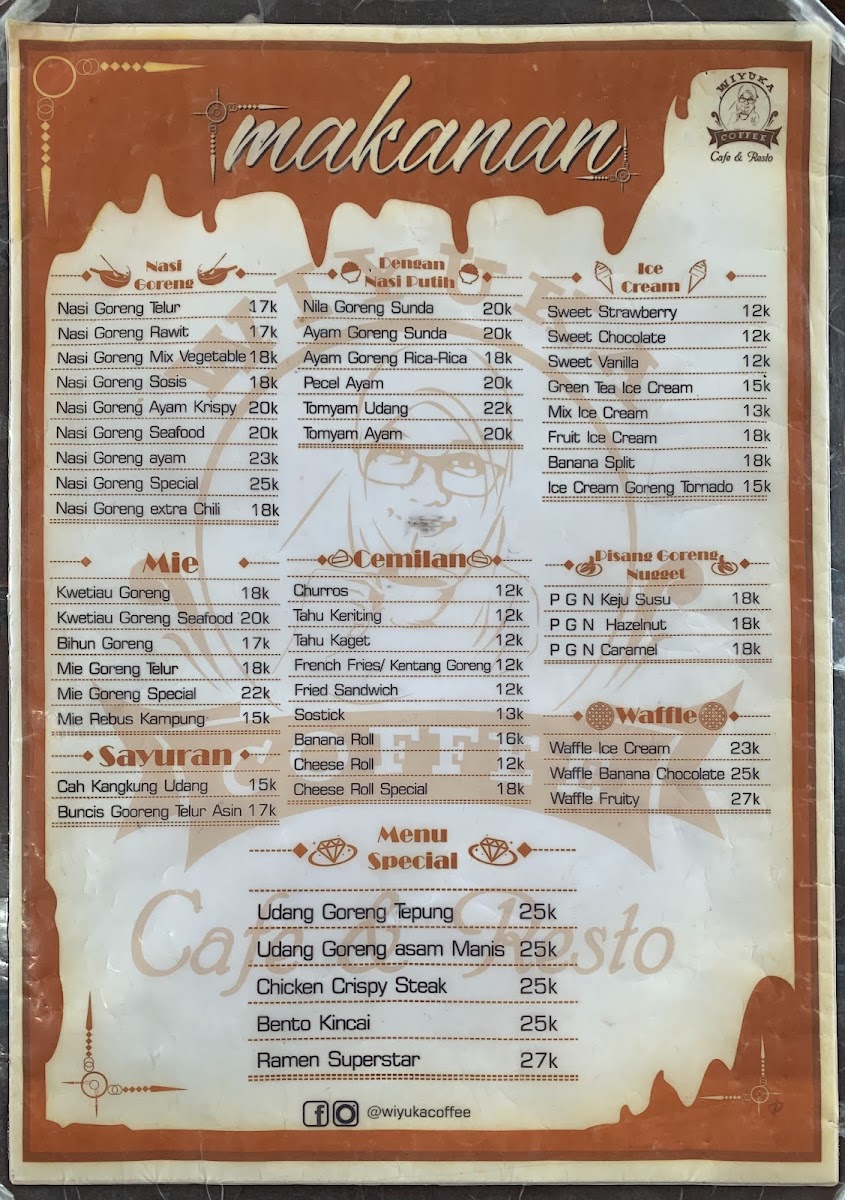 makanan
WIYUKA
COFFEE
Cafe & Resto
Nasi
Goreng
Nasi Goreng Telur 17k
Nasi Goreng Rawit 17k
Nasi Goreng Mix Vegetable 18k
Nasi Goreng Sosis 18k
Nasi Goreng Ayam Krispy 20k
Nasi Goreng Seafood 20k
Nasi Goreng ayam 23k
Nasi Goreng Special 25k
Nasi Goreng extra Chili 18k
Dengan
Nasi Putih
Nila Goreng Sunda 20k
Ayam Goreng Sunda 20k
Ayam Goreng Rica-Rica 18k
Pecel Ayam 20k
Tomyam Udang 22k
Tomyam Ayam 20k
Ice
Cream
Sweet Strawberry 12k
Sweet Chocolate 12k
Sweet Vanilla 12k
Green Tea Ice Cream 15k
Mix Ice Cream 13k
Fruit Ice Cream 18k
Banana Split 18k
Ice Cream Goreng Tornado 15k
Mie
Kwetiau Goreng 18k
Kwetiau Goreng Seafood 20k
Bihun Goreng 17k
Mie Goreng Telur 18k
Mie Goreng Special 22k
Mie Rebus Kampung 15k
Sayuran
Cah Kangkung Udang 15k
Buncis Gooreng Telur Asin 17k
Cemilan
Churros 12k
Tahu Keriting 12k
Tahu Kaget 12k
French Fries/ Kentang Goreng 12k
Fried Sandwich 12k
Sostick 13k
Banana Roll 16k
Cheese Roll 12k
Cheese Roll Special 18k
Pisang Goreng
Nugget
P G N Keju Susu 18k
P G N Hazelnut 18k
P G N Caramel 18k
Waffle
Waffle Ice Cream 23k
Waffle Banana Chocolate 25k
Waffle Fruity 27k
Menu
Special
Udang Goreng Tepung 25k
Udang Goreng asam Manis 25k
Chicken Crispy Steak 25k
Bento Kincai 25k
Ramen Superstar 27k
WIYUKA
COFFEE
Cafe & Resto
@wiyukacoffee